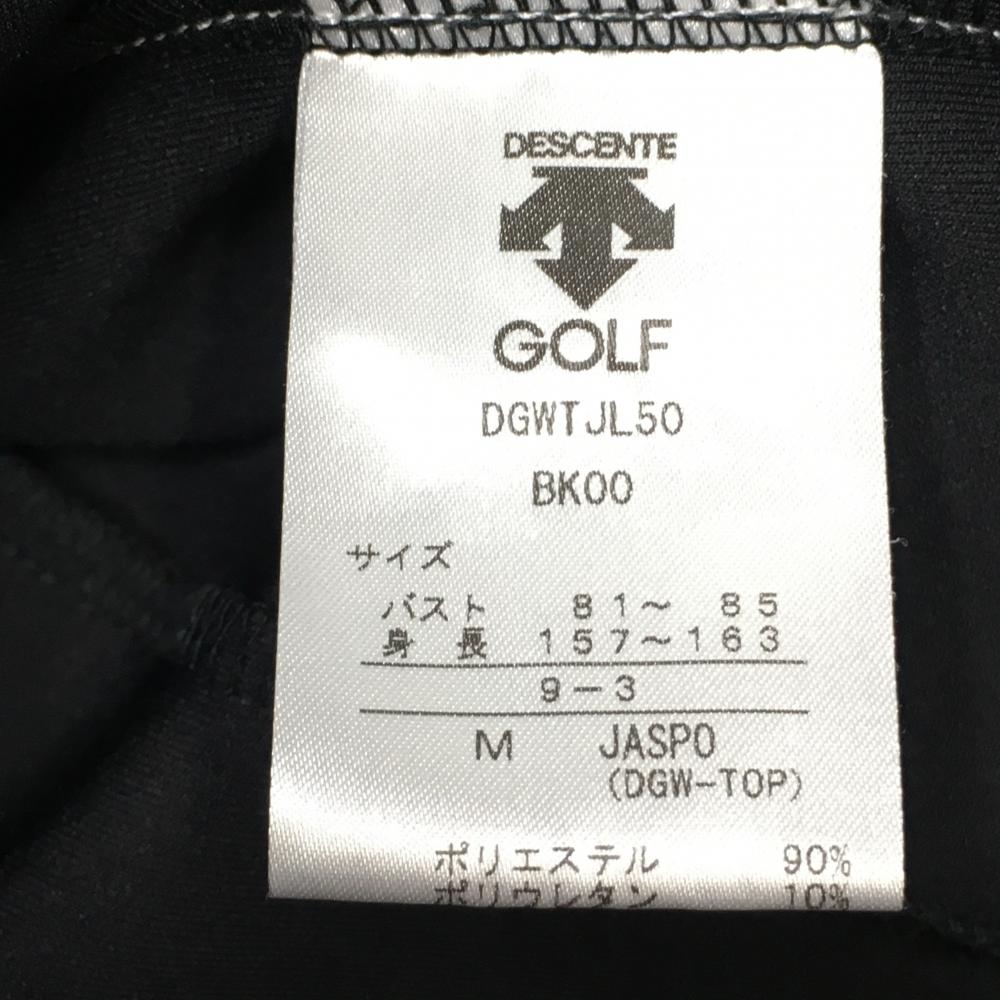 DESCENTE
GOLF
DGWTJL50
BK00
サイズ
バスト 81～ 85
身 長 157～163
9－3
M JASPO
(DGW-TOP)
ポリエステル 90%
ポリウレタン 10%